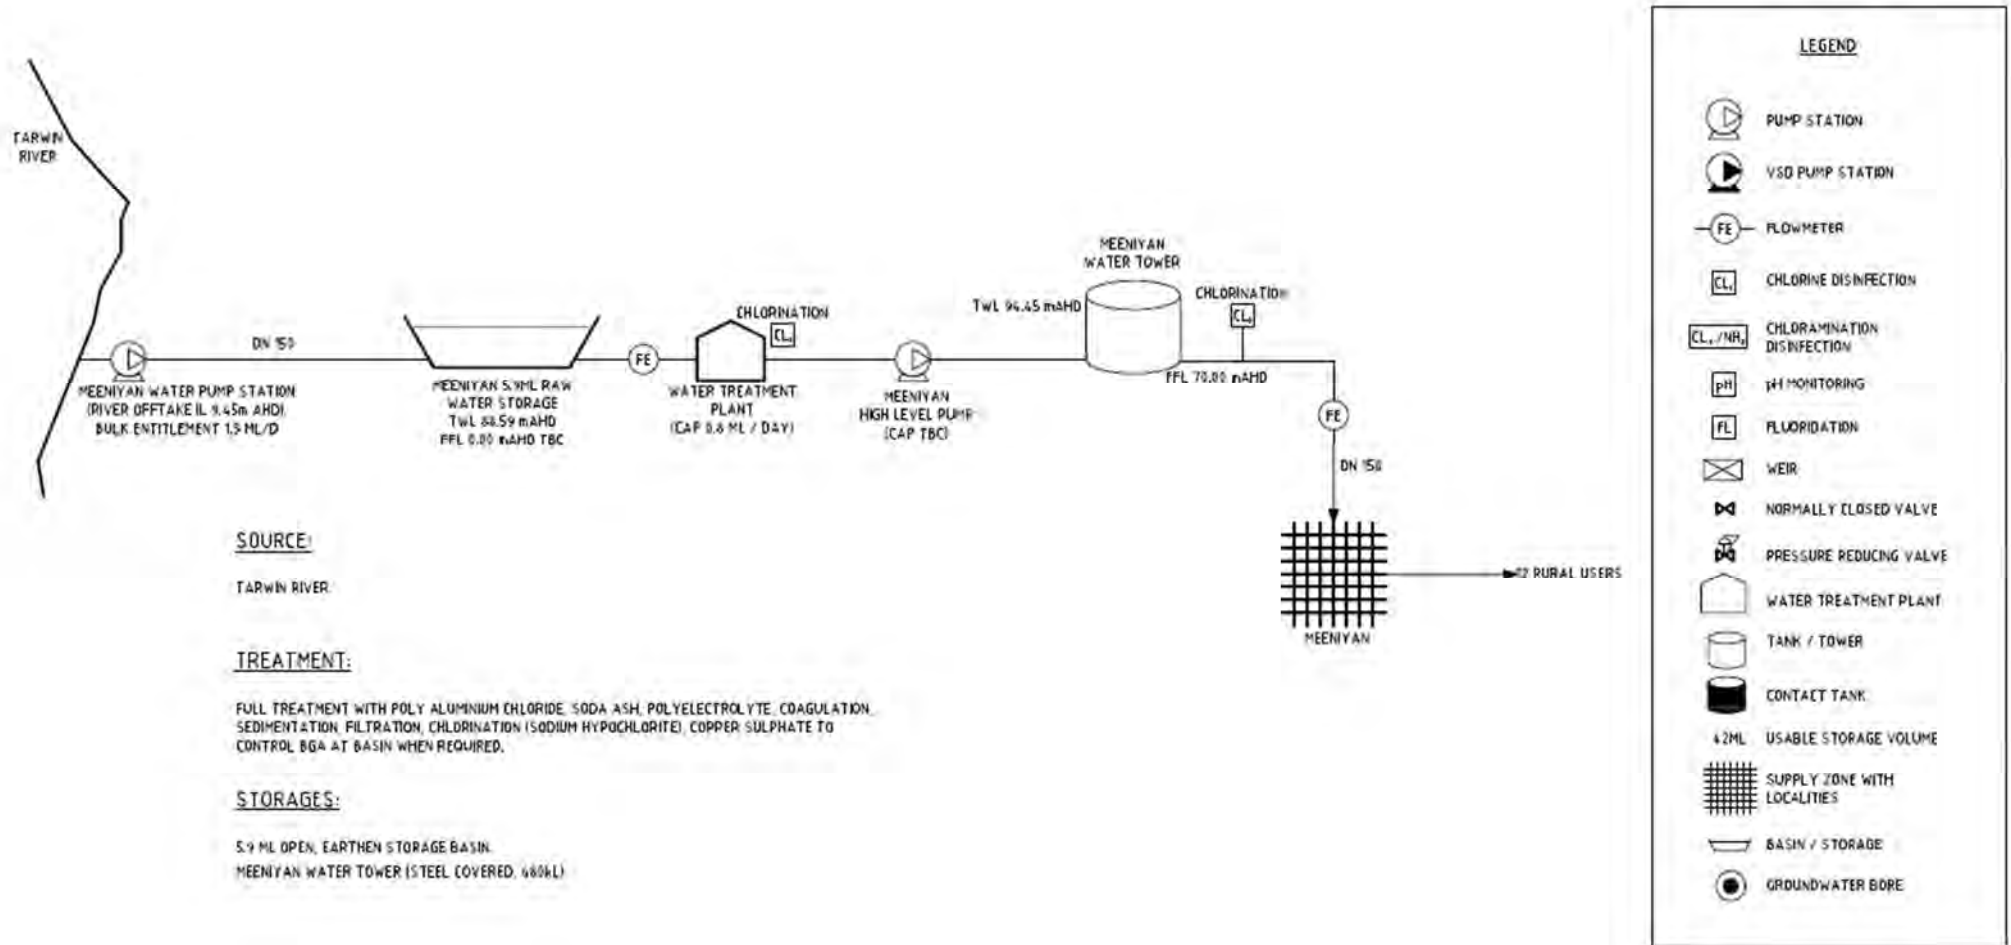 TARWIN
RIVER
DN 150
MEENIYAN WATER PUMP STATION
(RIVER OFFTAKE IL 9.45m AHD)
BULK ENTITLEMENT 1.5 ML/D
MEENIYAN 5.9ML RAW
WATER STORAGE
TWL 88.59 mAHD
FFL 0.00 mAHD TBC
FE
CHLORINATION
CL₂
WATER TREATMENT
PLANT
(CAP 0.8 ML / DAY)
MEENIYAN
HIGH LEVEL PUMP
(CAP TBC)
MEENIYAN
WATER TOWER
TWL 94.45 mAHD
FFL 70.00 mAHD
CHLORINATION
CL₂
FE
DN 150
MEENIYAN
RURAL USERS
SOURCE:
TARWIN RIVER
TREATMENT:
FULL TREATMENT WITH POLY ALUMINIUM CHLORIDE, SODA ASH, POLYELECTROLYTE, COAGULATION,
SEDIMENTATION, FILTRATION, CHLORINATION (SODIUM HYPOCHLORITE), COPPER SULPHATE TO
CONTROL BGA AT BASIN WHEN REQUIRED.
STORAGES:
5.9 ML OPEN, EARTHEN STORAGE BASIN.
MEENIYAN WATER TOWER (STEEL COVERED,
LEGEND
PUMP STATION
VSD PUMP STATION
FE FLOWMETER
CL₂ CHLORINE DISINFECTION
CL₂/NH₃ CHLORAMINATION
DISINFECTION
pH pH MONITORING
FL FLUORIDATION
WEIR
NORMALLY CLOSED VALVE
PRESSURE REDUCING VALVE
WATER TREATMENT PLANT
TANK / TOWER
CONTACT TANK
USABLE STORAGE VOLUME
SUPPLY ZONE WITH
LOCALITIES
BASIN / STORAGE
GROUNDWATER BORE